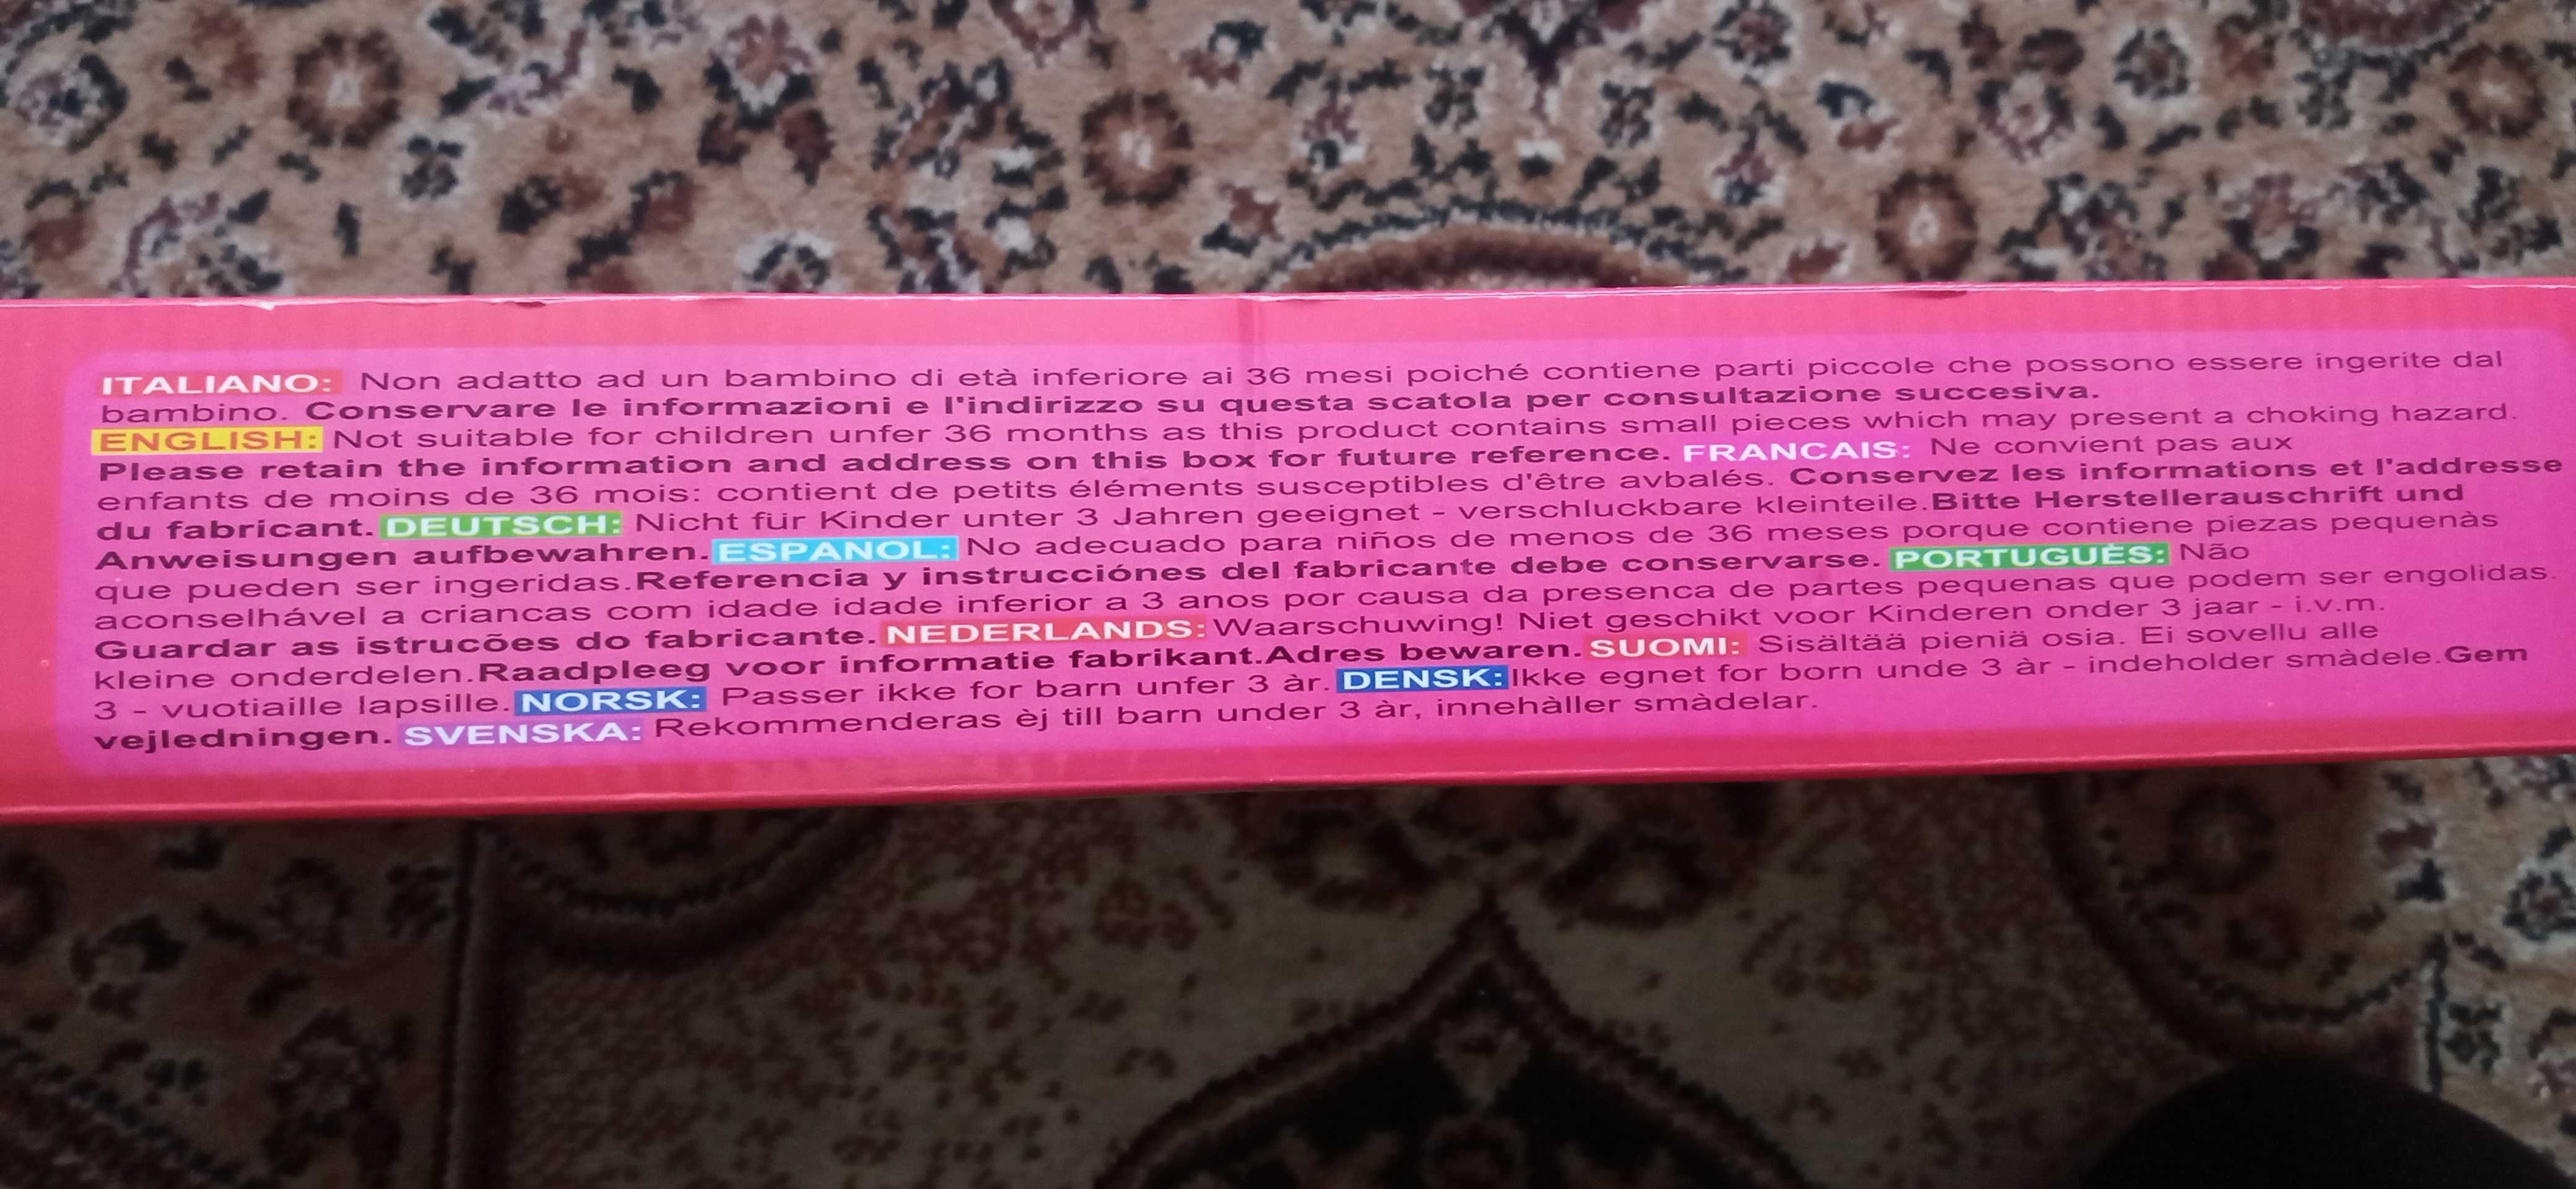 ITALIANO: Non adatto ad un bambino di età inferiore ai 36 mesi poiché contiene parti piccole che possono essere ingerite dal
bambino. Conservare le informazioni e l'indirizzo su questa scatola per consultazione succesiva.
ENGLISH: Not suitable for children unfer 36 months as this product contains small pieces which may present a choking hazard.
Please retain the information and address on this box for future reference. FRANCAIS: Ne convient pas aux
enfants de moins de 36 mois: contient de petits éléments susceptibles d'être avbalés. Conservez les informations et l'addresse
du fabricant. DEUTSCH: Nicht für Kinder unter 3 Jahren geeignet - verschluckbare kleinteile. Bitte Herstellerauschrift und
Anweisungen aufbewahren. ESPANOL: No adecuado para niños de menos de 36 meses porque contiene piezas pequenàs
que pueden ser ingeridas. Referencia y instrucciónes del fabricante debe conservarse. PORTUGUÈS: Não
aconselhável a criancas com idade idade inferior a 3 anos por causa da presenca de partes pequenas que podem ser engolidas.
Guardar as istrucões do fabricante. NEDERLANDS: Waarschuwing! Niet geschikt voor Kinderen onder 3 jaar - i.v.m.
kleine onderdelen. Raadpleeg voor informatie fabrikant. Adres bewaren. SUOMI: Sisältää pieniä osia. Ei sovellu alle
3 - vuotiaille lapsille. NORSK: Passer ikke for barn unfer 3 àr. DENSK: Ikke egnet for born unde 3 àr - indeholder smàdele. Gem
vejledningen. SVENSKA: Rekommenderas èj till barn under 3 àr, innehàller smàdelar.